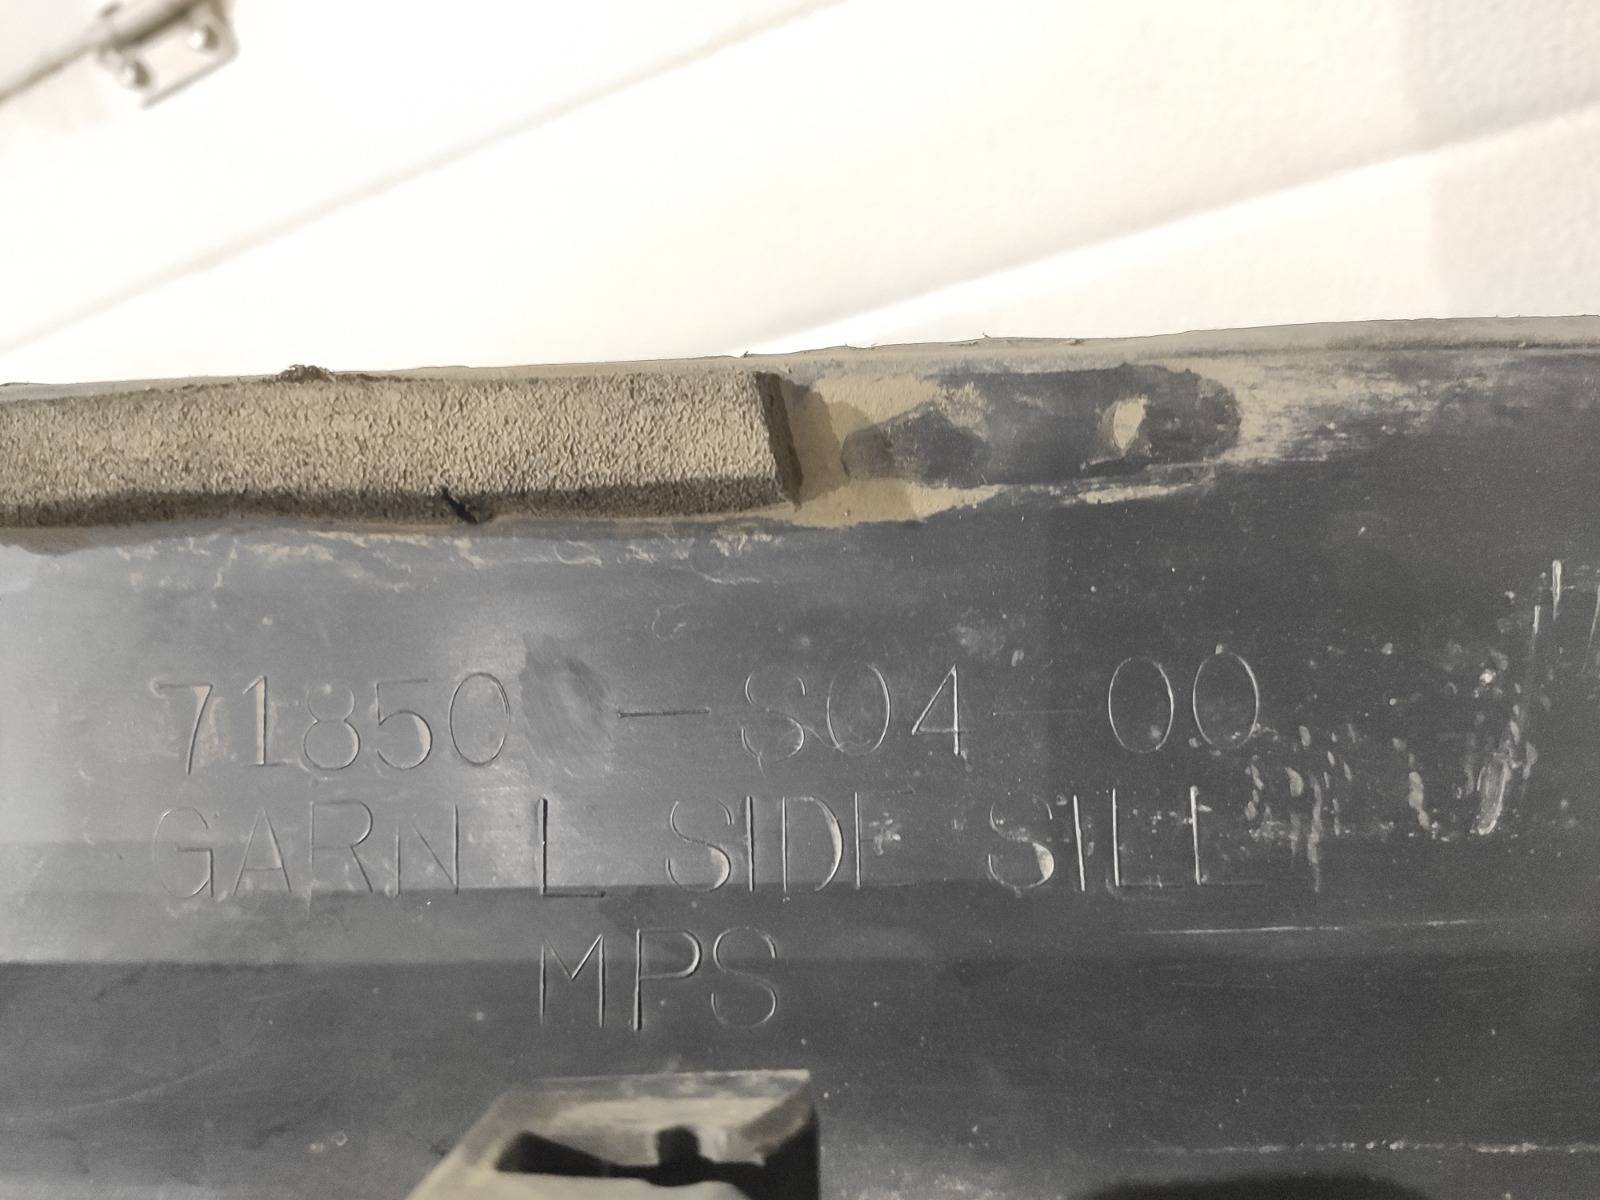 71850-S04-00
GARN L SIDE SILL
MPS